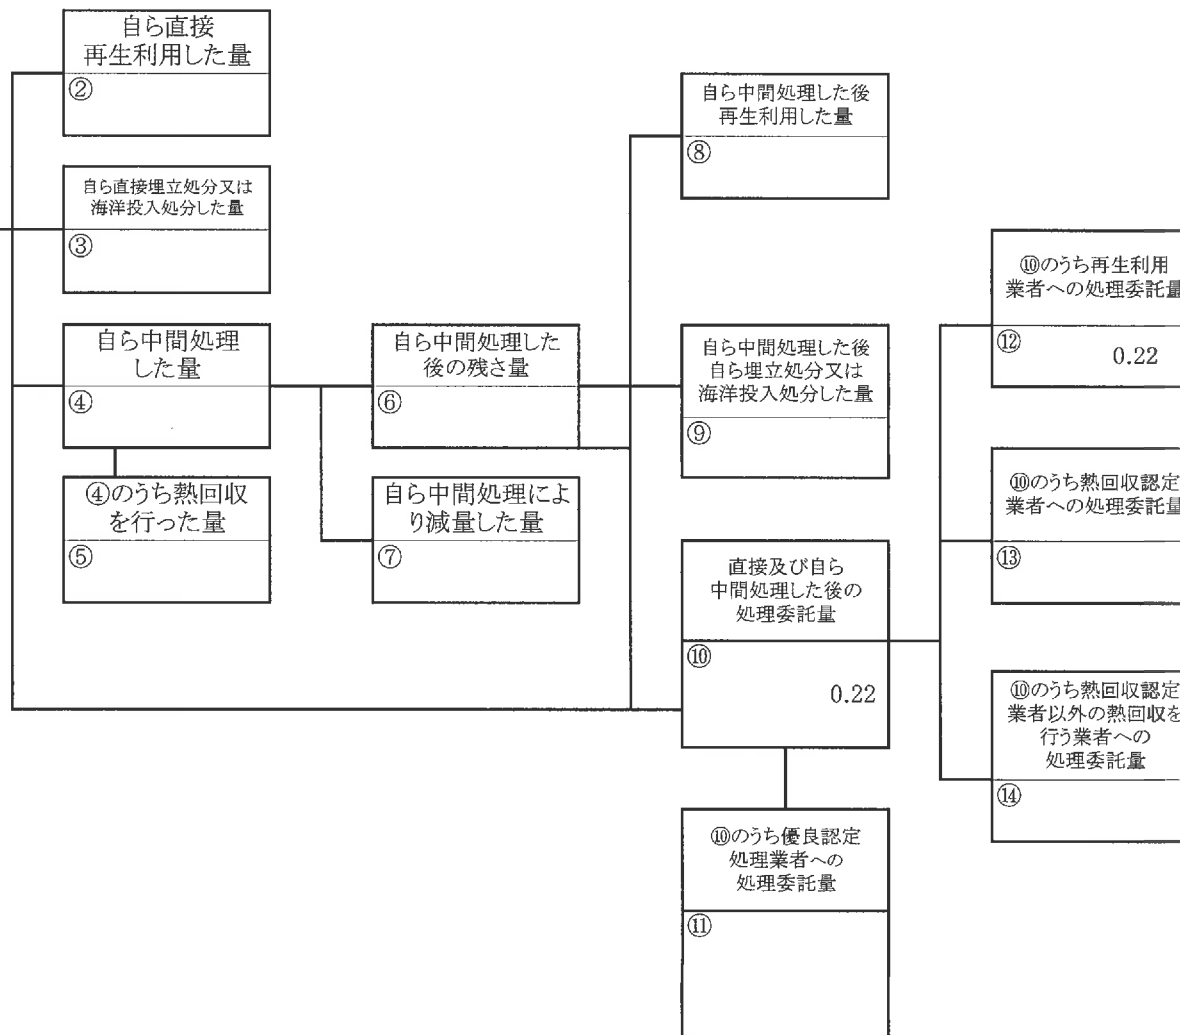 自ら直接
再生利用した量
②
自ら直接埋立処分又は
海洋投入処分した量
③
自ら中間処理
した量
④
④のうち熱回収
を行った量
⑤
自ら中間処理した
後の残さ量
⑥
自ら中間処理によ
り減量した量
⑦
自ら中間処理した後
再生利用した量
⑧
自ら中間処理した後
自ら埋立処分又は
海洋投入処分した量
⑨
直接及び自ら
中間処理した後の
処理委託量
⑩
0.22
⑩のうち優良認定
処理業者への
処理委託量
⑪
⑩のうち再生利用
業者への処理委託量
⑫
0.22
⑩のうち熱回収認定
業者への処理委託量
⑬
⑩のうち熱回収認定
業者以外の熱回収を
行う業者への
処理委託量
⑭